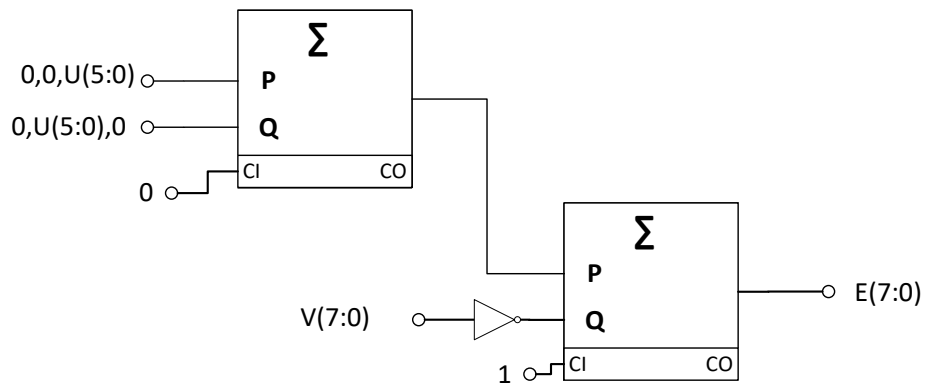 Σ
0,0,U(5:0)
P
0,U(5:0),0
Q
CI
CO
0
Σ
P
E(7:0)
V(7:0)
Q
CI
CO
1